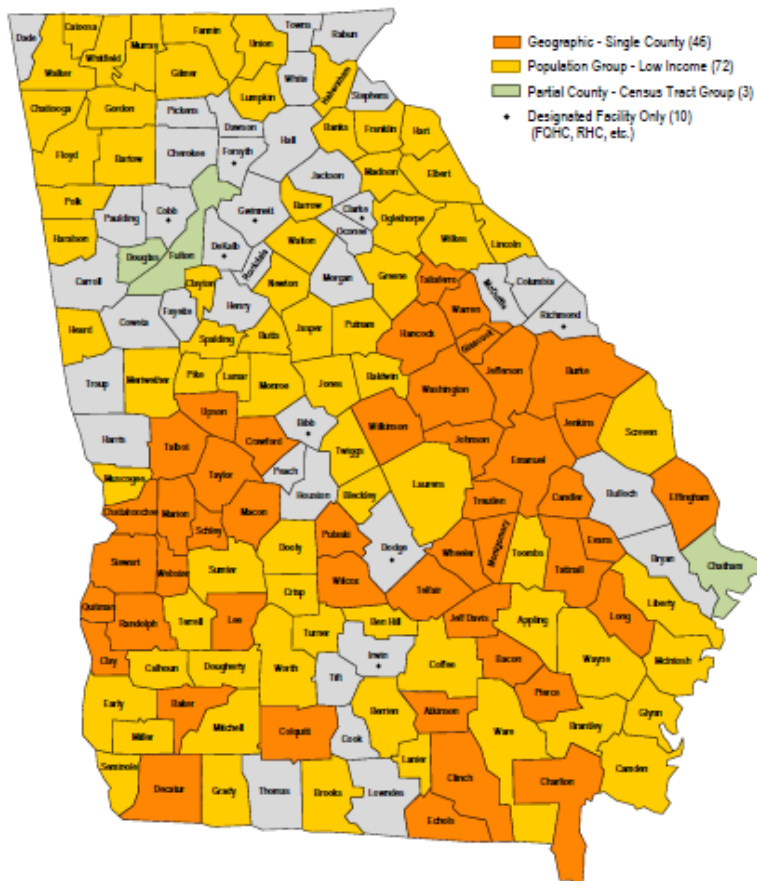 Geographic - Single County (46)
Population Group - Low Income (72)
Partial County - Census Tract Group (3)
Designated Facility Only (10)
(FQHC, RHC, etc.)
Dade
Catoosa
Whitfield
Murray
Fannin
Union
Towns
Rabun
Walker
Gilmer
White
Habersham
Stephens
Lumpkin
Chattooga
Gordon
Pickens
Dawson
Banks
Franklin
Hart
Floyd
Bartow
Cherokee
Forsyth
Hall
Jackson
Madison
Elbert
Polk
Paulding
Cobb
Gwinnett
Barrow
Clarke
Oconee
Oglethorpe
Wilkes
Lincoln
Haralson
Douglas
Fulton
DeKalb
Rockdale
Walton
Carroll
Clayton
Newton
Morgan
Greene
Taliaferro
McDuffie
Columbia
Richmond
Heard
Coweta
Fayette
Henry
Spalding
Butts
Jasper
Putnam
Hancock
Warren
Glascock
Troup
Meriwether
Pike
Lamar
Monroe
Jones
Baldwin
Washington
Jefferson
Burke
Harris
Talbot
Upson
Crawford
Bibb
Wilkinson
Johnson
Jenkins
Screven
Muscogee
Taylor
Peach
Twiggs
Emanuel
Houston
Bleckley
Laurens
Treutlen
Candler
Bulloch
Effingham
Chattahoochee
Marion
Schley
Macon
Pulaski
Dodge
Wheeler
Montgomery
Toombs
Evans
Tattnall
Bryan
Chatham
Stewart
Webster
Sumter
Dooly
Wilcox
Crisp
Telfair
Liberty
Quitman
Randolph
Terrell
Lee
Turner
Ben Hill
Jeff Davis
Appling
Long
Clay
Calhoun
Dougherty
Worth
Irwin
Tift
Coffee
Bacon
Wayne
McIntosh
Early
Baker
Pierce
Miller
Mitchell
Colquitt
Berrien
Cook
Atkinson
Ware
Brantley
Glynn
Seminole
Decatur
Grady
Thomas
Brooks
Lanier
Lowndes
Clinch
Echols
Charlton
Camden